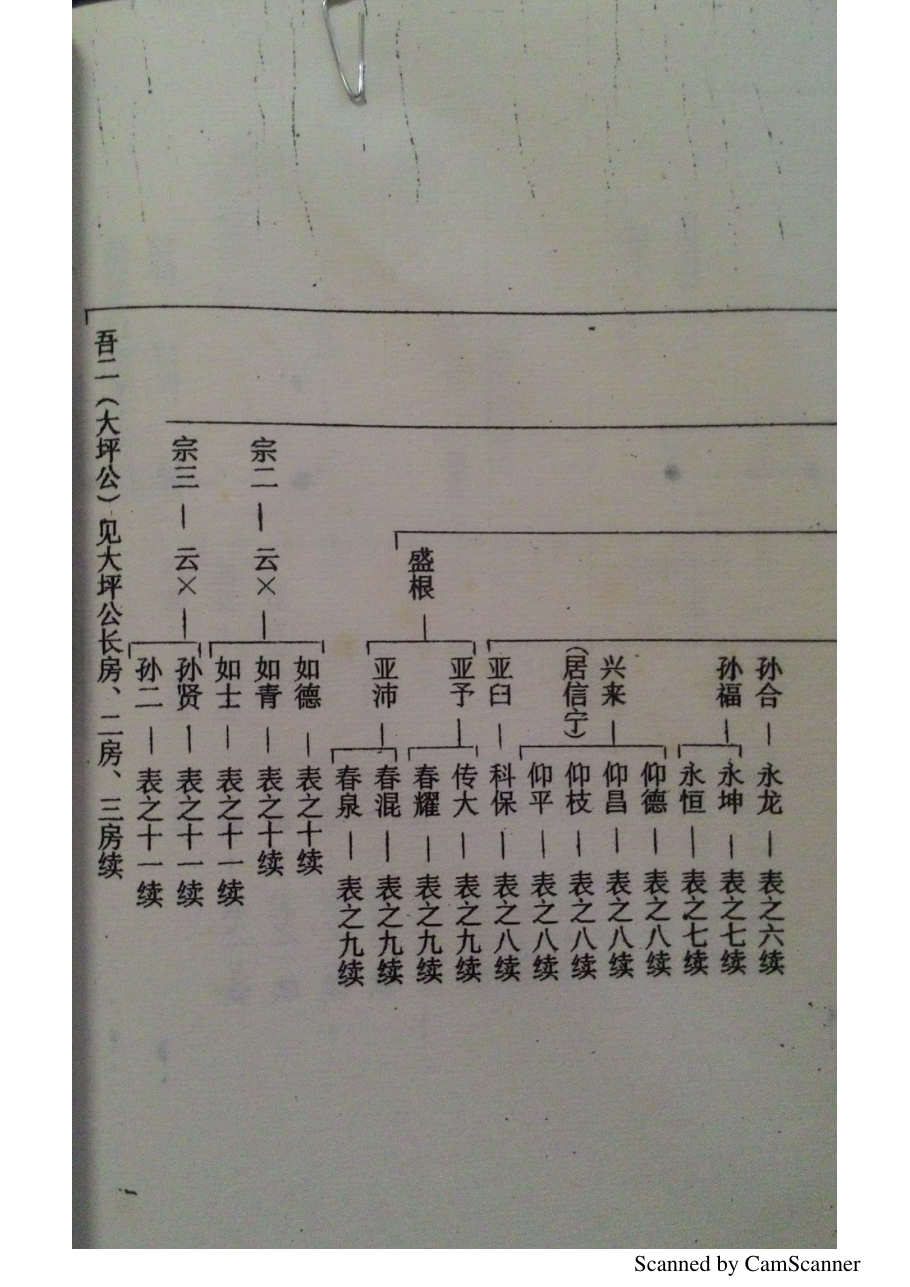 孙合 永龙 表之六续
孙福
永坤 表之七续
永恒 表之七续
兴来
(居信宁)
仰德 表之八续
仰昌 表之八续
仰枝 表之八续
仰平 表之八续
亚臼 科保 表之八续
盛根
亚予
传大 表之九续
春耀 表之九续
亚沛
春混 表之九续
春泉 表之九续
宗二 云×
如德 表之十续
如青 表之十续
如士 表之十一续
宗三 云×
孙贤 表之十一续
孙二 表之十一续
吾二(大坪公)见大坪公长房、二房、三房续
Scanned by CamScanner